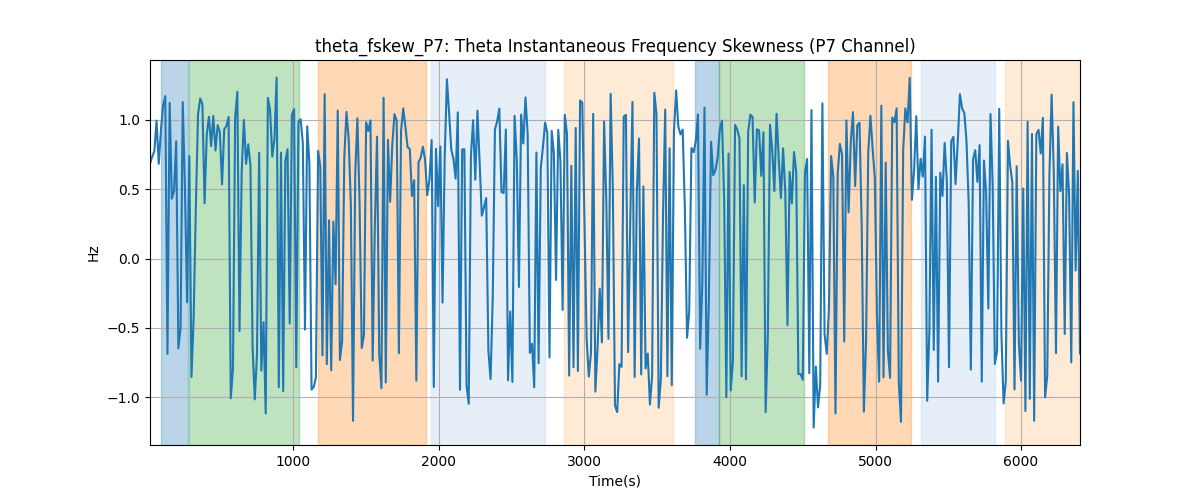 theta_fskew_P7: Theta Instantaneous Frequency Skewness (P7 Channel)
Hz
1.0
0.5
0.0
−0.5
−1.0
1000 2000 3000 4000 5000 6000
Time(s)